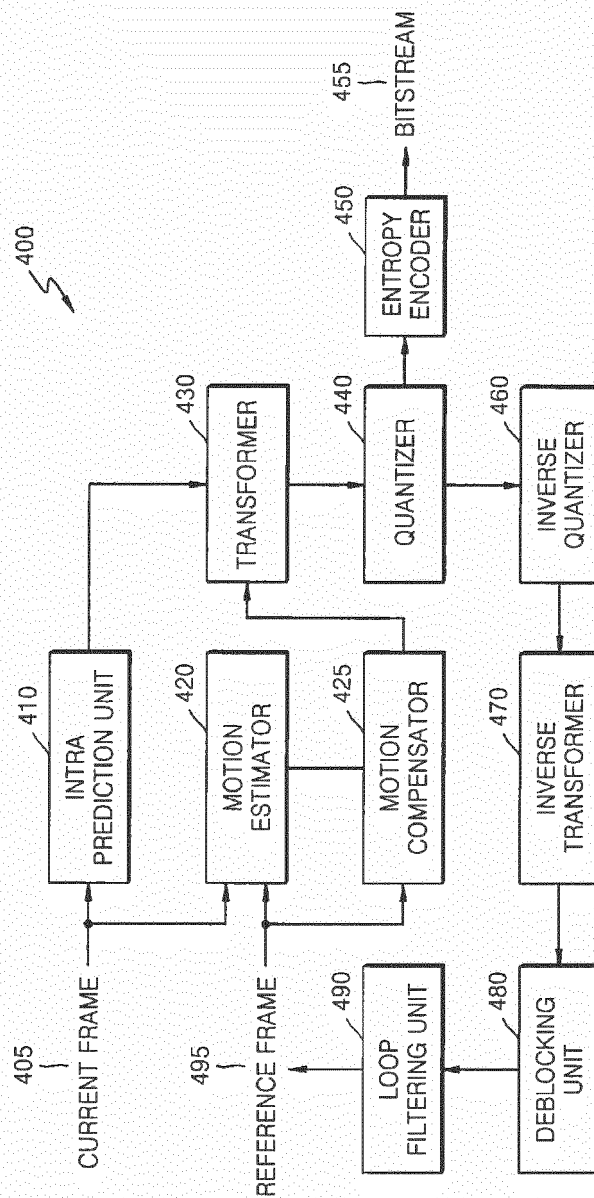 400
405
CURRENT FRAME
410
INTRA
PREDICTION UNIT
430
TRANSFORMER
495
REFERENCE FRAME
420
MOTION
ESTIMATOR
440
QUANTIZER
450
ENTROPY
ENCODER
455
BITSTREAM
490
LOOP
FILTERING UNIT
425
MOTION
COMPENSATOR
460
INVERSE
QUANTIZER
480
DEBLOCKING
UNIT
470
INVERSE
TRANSFORMER